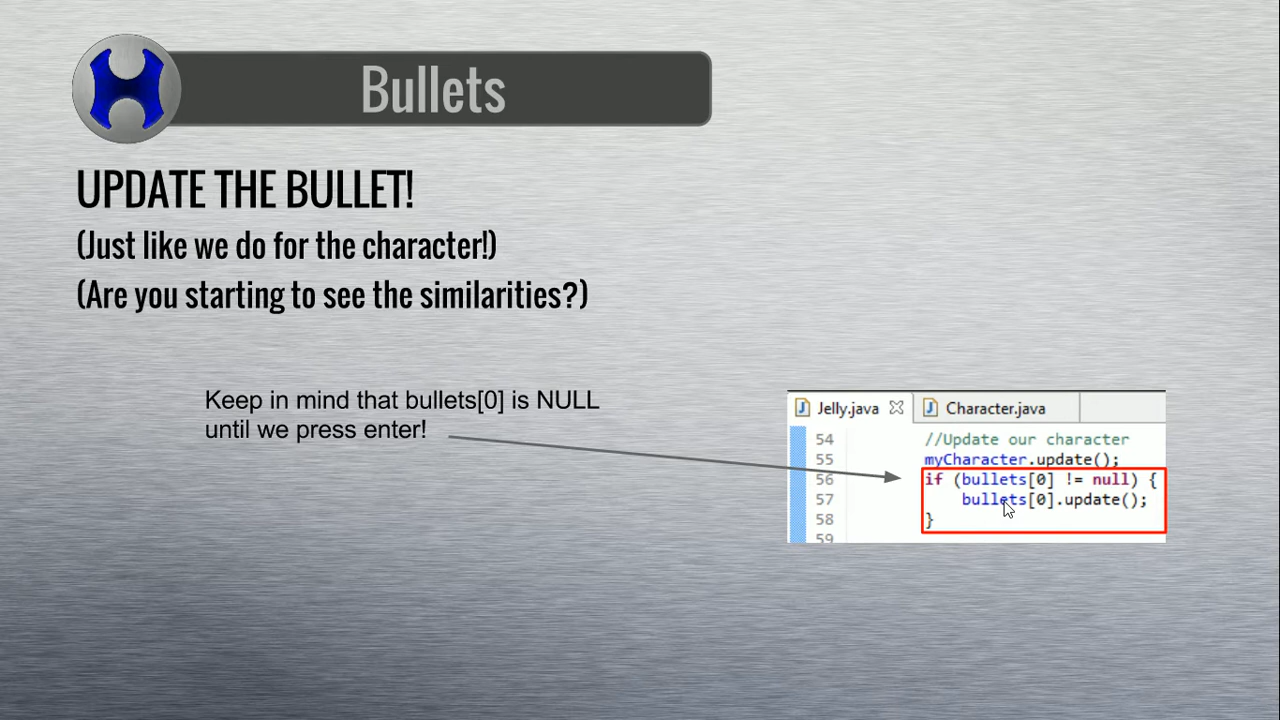 Bullets
UPDATE THE BULLET!
(Just like we do for the character!)
(Are you starting to see the similarities?)
Keep in mind that bullets[0] is NULL
until we press enter!
Jelly.java Character.java
54 //Update our character
55 myCharacter.update();
56 if (bullets[0] != null) {
57 bullets[0].update();
58 }
59